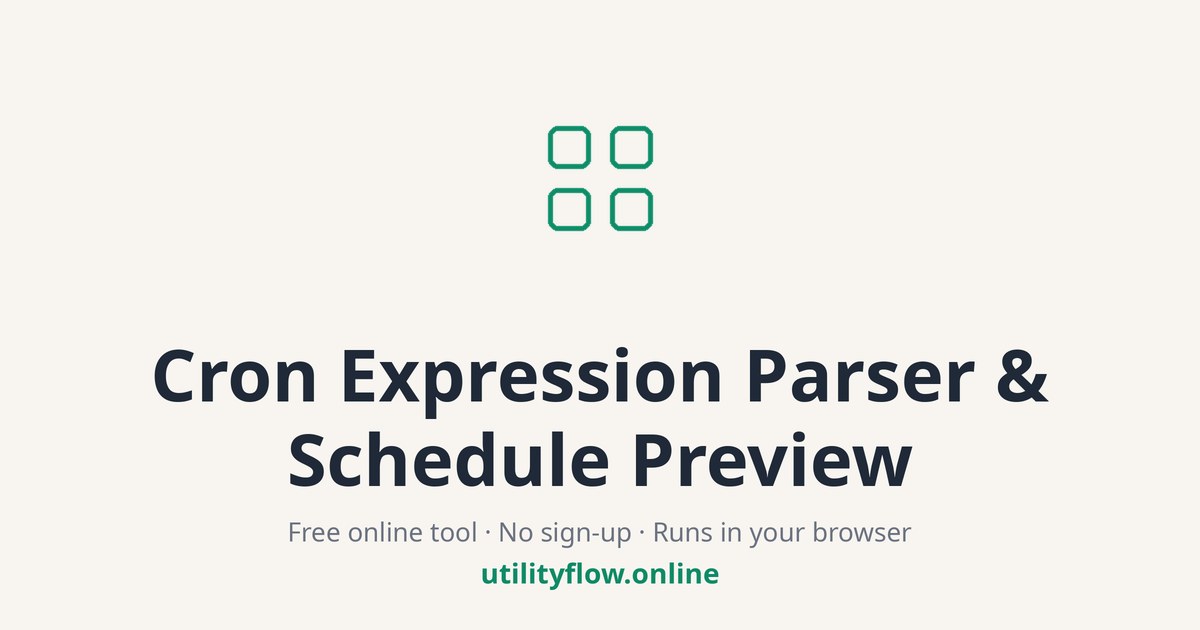 Cron Expression Parser &
Schedule Preview
Free online tool · No sign-up · Runs in your browser
utilityflow.online